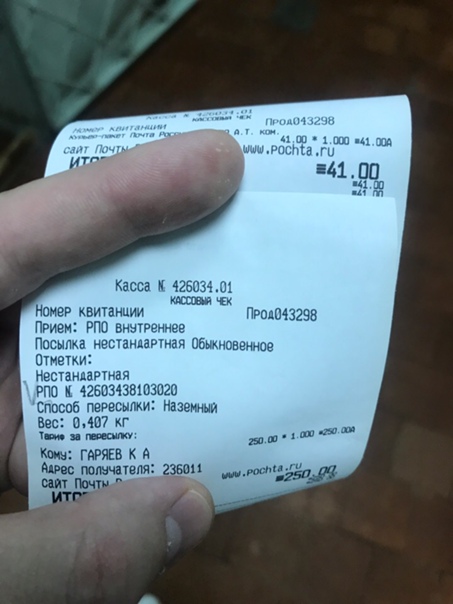 Касса № 426034.01
КАССОВЫЙ ЧЕК
Номер квитанции Прод043298
Курьер-пакет Почта А.Т. ком.
41.00 * 1.000 ≡41.00А
сайт Почты www.pochta.ru
≡41.00
≡41.00
≡41.00
Касса № 426034.01
КАССОВЫЙ ЧЕК
Номер квитанции Прод043298
Прием: РПО внутреннее
Посылка нестандартная Обыкновенное
Отметки:
Нестандартная
РПО № 42603438103020
Способ пересылки: Наземный
Вес: 0,407 кг
Тариф за пересылку:
250.00 * 1.000 ≡250.00А
Кому: ГАРЯЕВ К А
Адрес получателя: 236011
сайт Почты www.pochta.ru
≡250.00